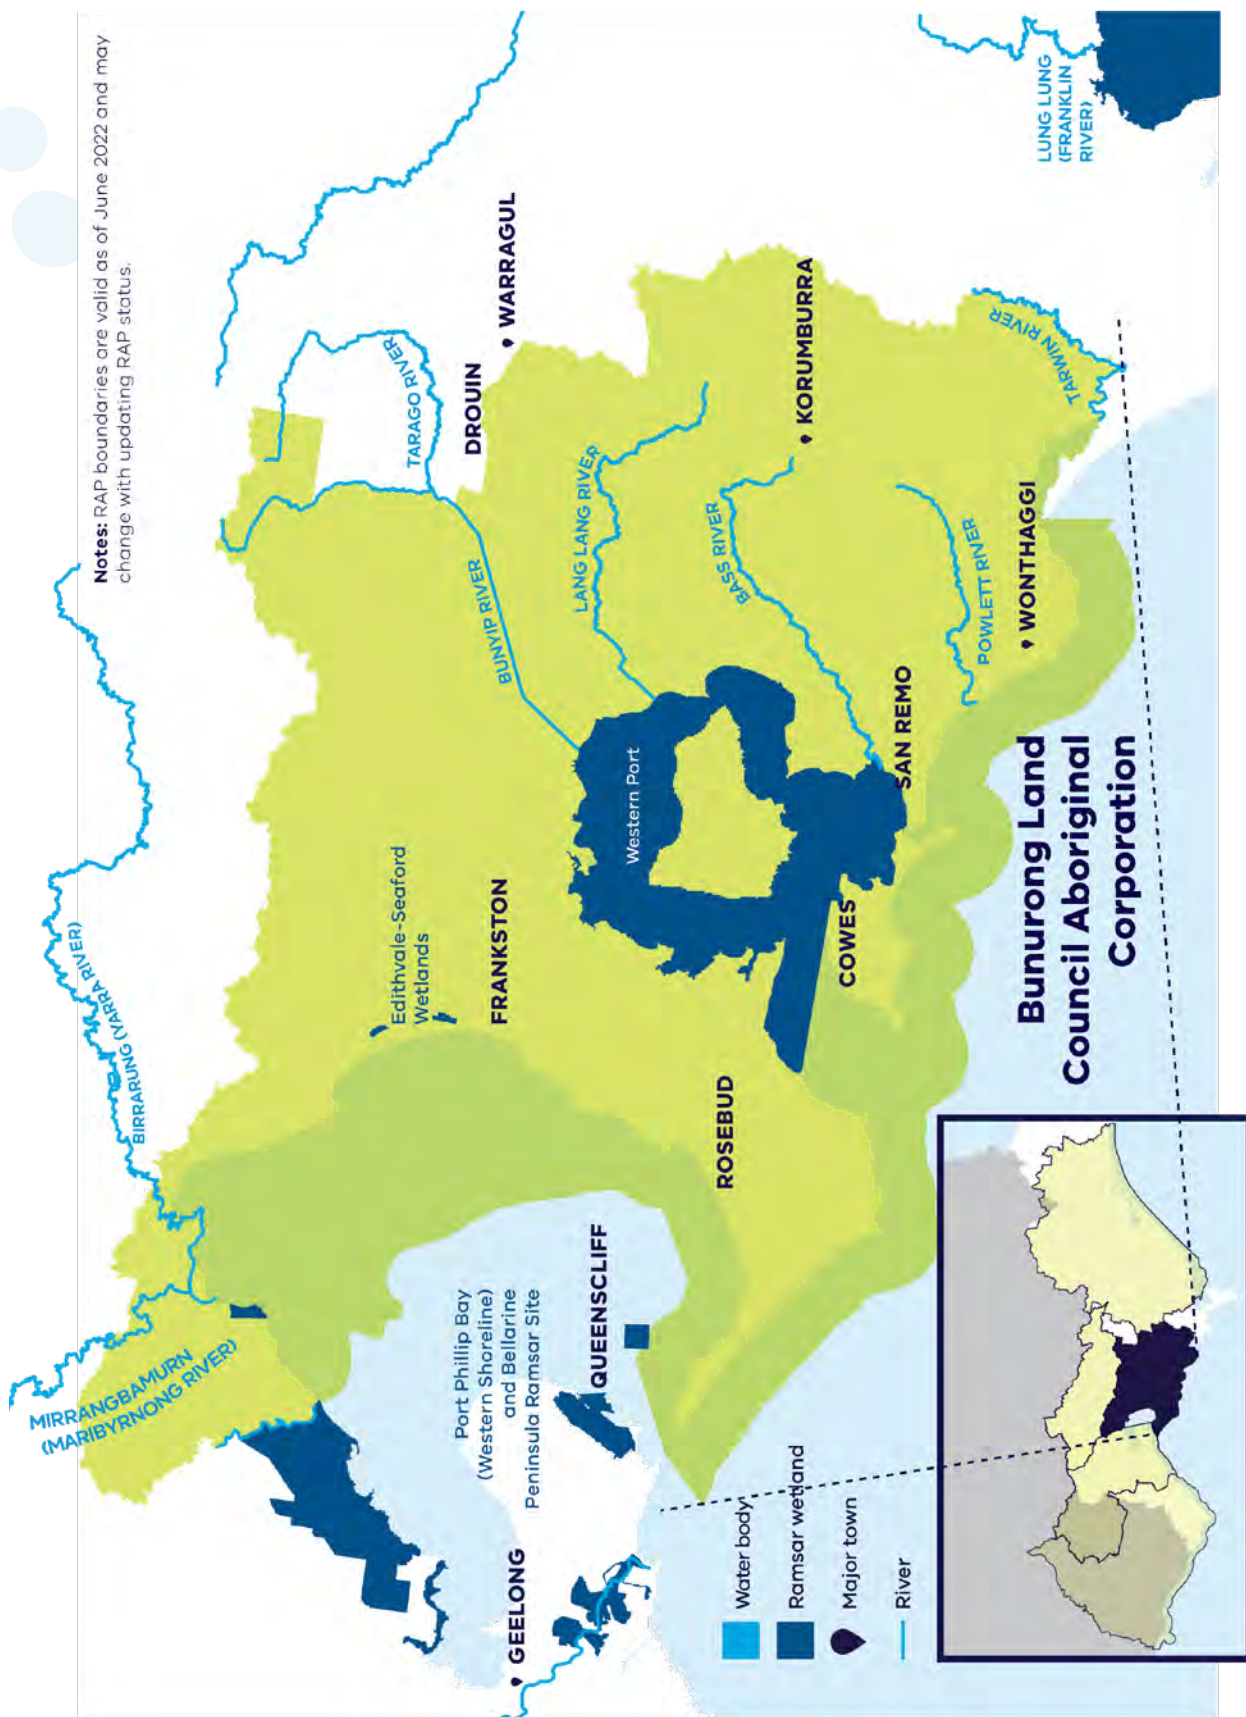 Notes: RAP boundaries are valid as of June 2022 and may
change with updating RAP status.
MIRRANGBAMURN
(MARIBYRNONG RIVER)
BIRRARUNG (YARRA RIVER)
Edithvale-Seaford
Wetlands
FRANKSTON
TARAGO RIVER
DROUIN
WARRAGUL
BUNYIP RIVER
LANG LANG RIVER
Western Port
BASS RIVER
KORUMBURRA
Port Phillip Bay
(Western Shoreline)
and Bellarine
Peninsula Ramsar Site
GEELONG
QUEENSCLIFF
ROSEBUD
COWES
SAN REMO
POWLETT RIVER
WONTHAGGI
TARWIN RIVER
LUNG LUNG
(FRANKLIN
RIVER)
Bunurong Land
Council Aboriginal
Corporation
Water body
Ramsar wetland
Major town
River